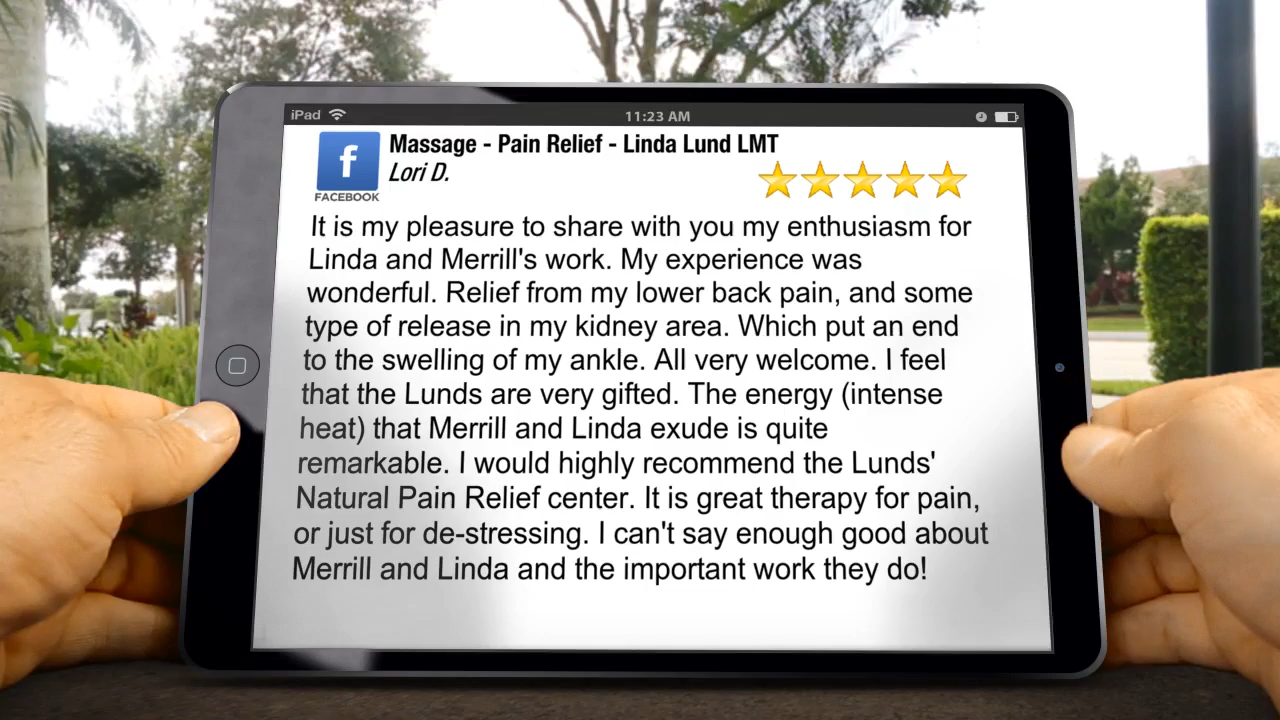 iPad 11:23 AM
f
FACEBOOK
Massage - Pain Relief - Linda Lund LMT
Lori D.
It is my pleasure to share with you my enthusiasm for
Linda and Merrill's work. My experience was
wonderful. Relief from my lower back pain, and some
type of release in my kidney area. Which put an end
to the swelling of my ankle. All very welcome. I feel
that the Lunds are very gifted. The energy (intense
heat) that Merrill and Linda exude is quite
remarkable. I would highly recommend the Lunds'
Natural Pain Relief center. It is great therapy for pain,
or just for de-stressing. I can't say enough good about
Merrill and Linda and the important work they do!